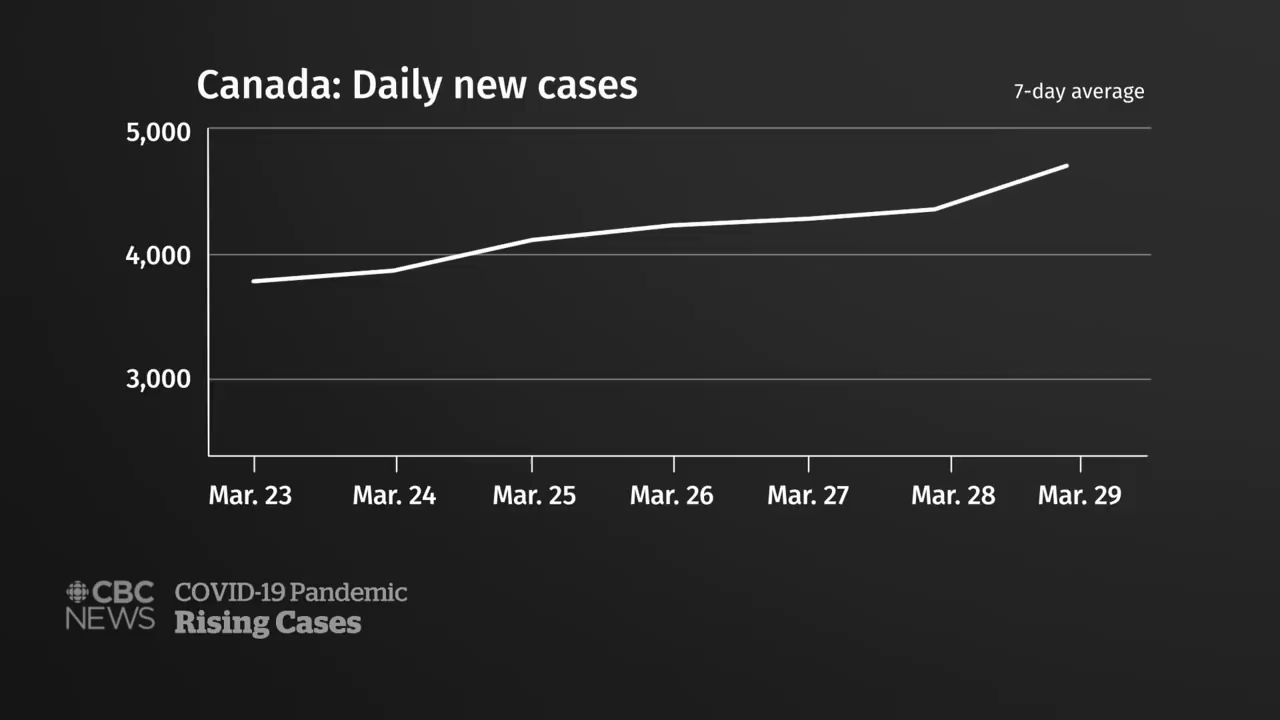 Canada: Daily new cases
7-day average
5,000
4,000
3,000
Mar. 23 Mar. 24 Mar. 25 Mar. 26 Mar. 27 Mar. 28 Mar. 29
CBC
NEWS
COVID-19 Pandemic
Rising Cases